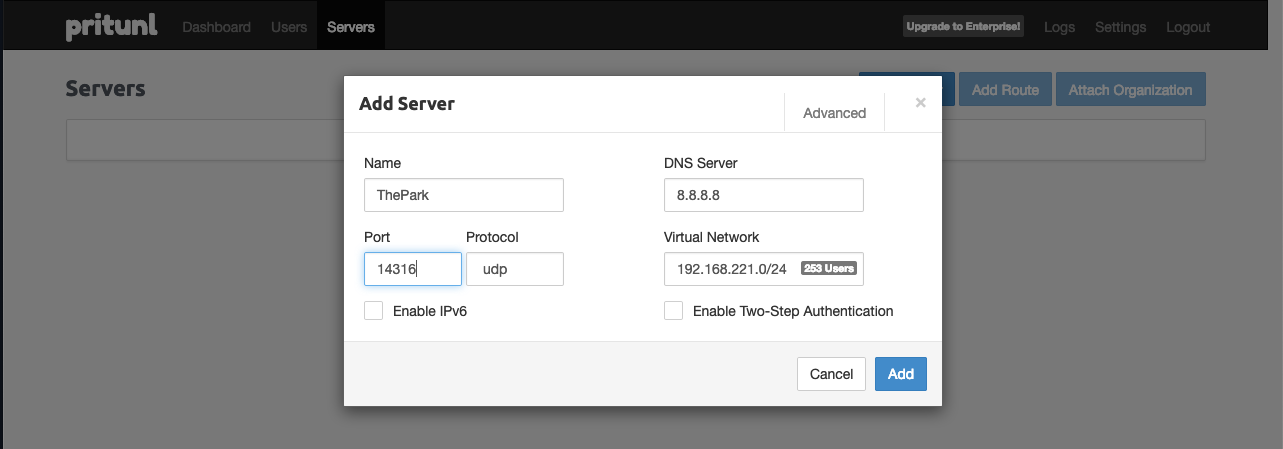 pritunl Dashboard Users Servers Upgrade to Enterprise! Logs Settings Logout
Servers
Add Route Attach Organization
Add Server
Advanced ×
Name
DNS Server
ThePark
8.8.8.8
Port Protocol
Virtual Network
14316 udp
192.168.221.0/24 253 Users
Enable IPv6
Enable Two-Step Authentication
Cancel Add